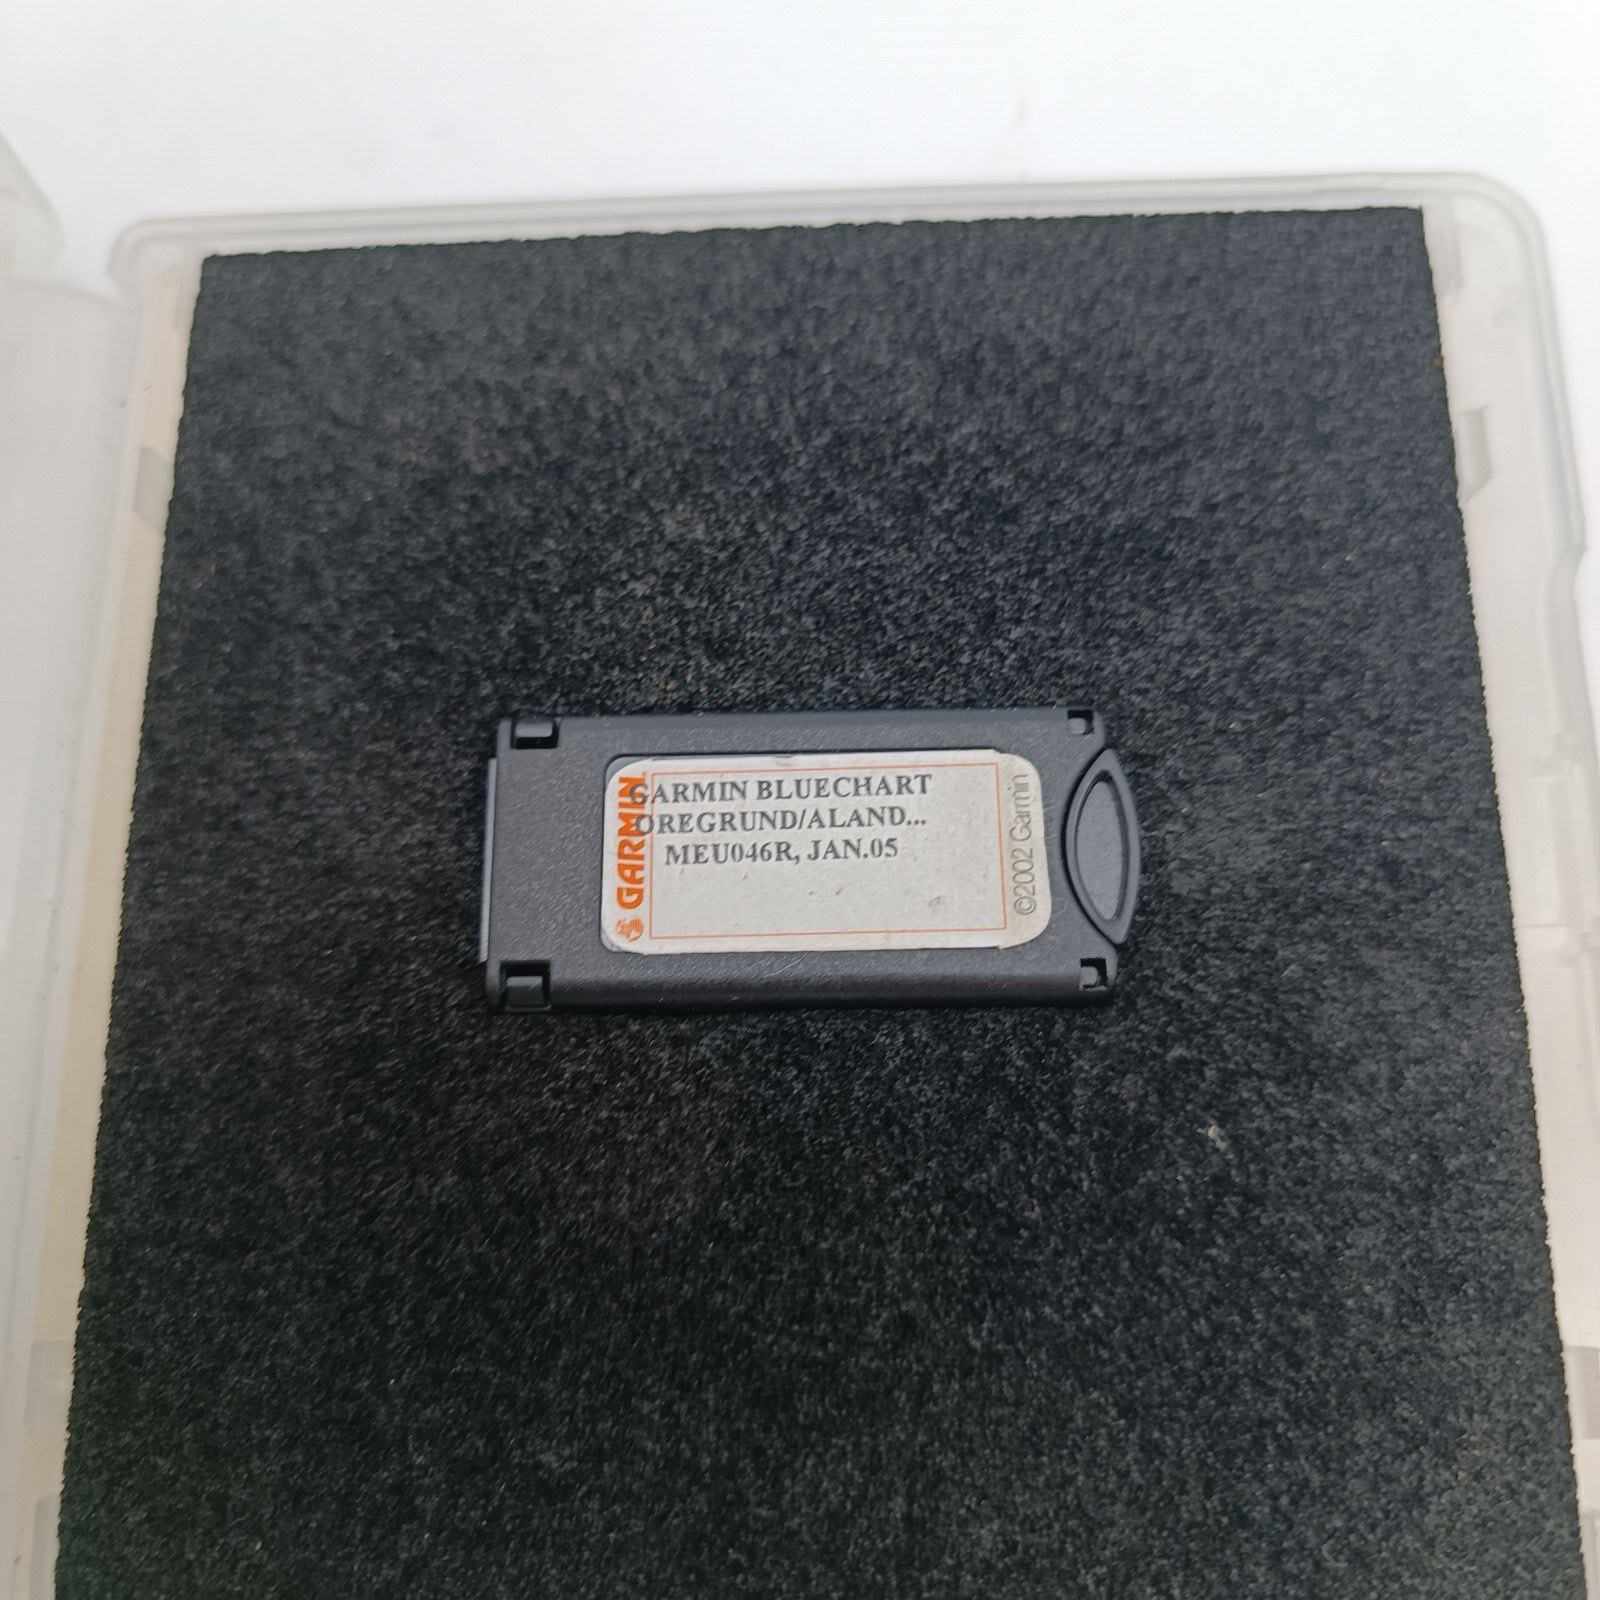 GARMIN BLUECHART
OREGRUND/ALAND...
MEU046R, JAN.05
GARMIN
©2002 Garmin